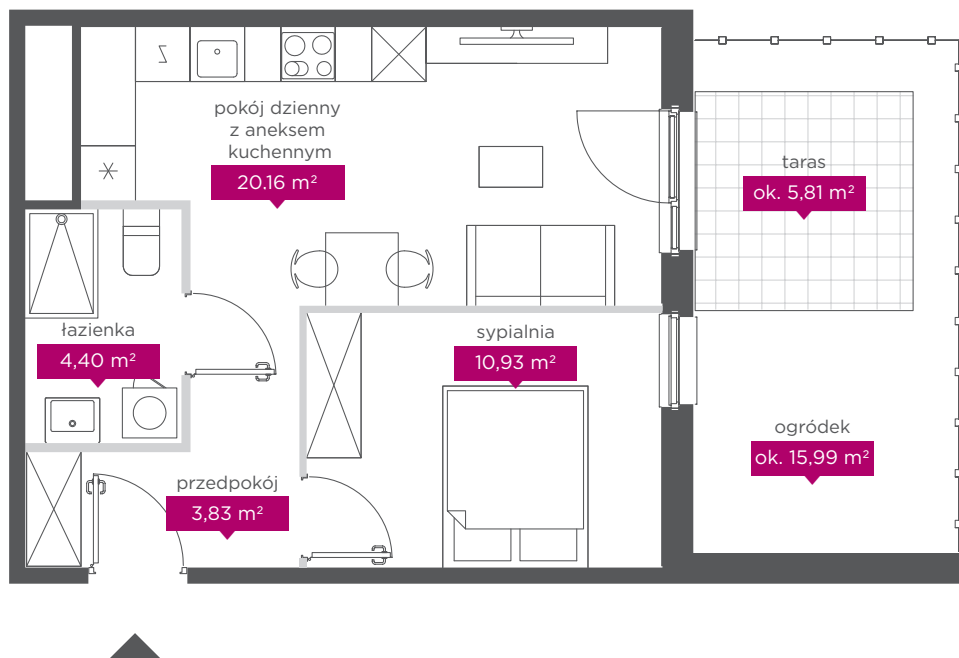 pokój dzienny
z aneksem
kuchennym
20.16 m²
taras
ok. 5,81 m²
łazienka
4,40 m²
sypialnia
10,93 m²
ogródek
ok. 15,99 m²
przedpokój
3,83 m²